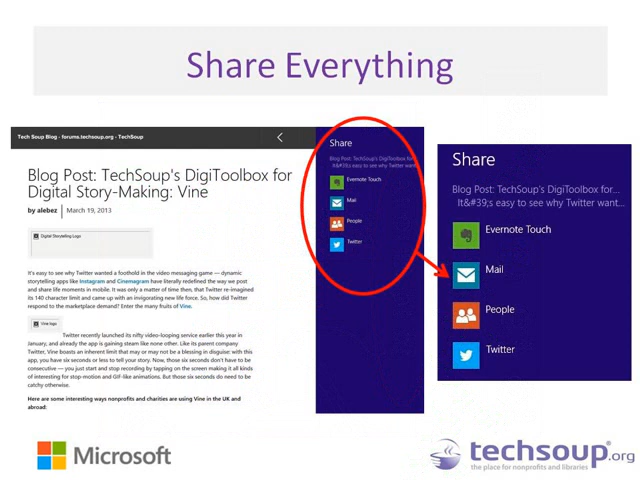 Share Everything
Tech Soup Blog - forums.techsoup.org - TechSoup
Blog Post: TechSoup's DigiToolbox for
Digital Story-Making: Vine
by alebez | March 19, 2013
Digital Storytelling Logo
It's easy to see why Twitter wanted a foothold in the video messaging game — dynamic
storytelling apps like Instagram and Cinemagram have literally redefined the way we post
and share life moments in mobile. It was only a matter of time then, that Twitter re-imagined
its 140 character limit and came up with an invigorating new life force. So, how did Twitter
respond to the marketplace demand? Enter the many fruits of Vine.
Vine logo
Twitter recently launched its nifty video-looping service earlier this year in
January, and already the app is gaining steam like none other. Like its parent company
Twitter, Vine boasts an inherent limit that may or may not be a blessing in disguise: with this
app, you have six seconds or less to tell your story. Now, those six seconds don't have to be
consecutive — you just start and stop recording by tapping on the screen making it all kinds
of interesting for stop-motion and GIF-like animations. But those six seconds do need to be
catchy otherwise.
Here are some interesting ways nonprofits and charities are using Vine in the UK and
abroad:
Share
Blog Post: TechSoup's DigiToolbox f...
It&#39;s easy to see why Twitter want...
Evernote Touch
Mail
People
Twitter
Share
Blog Post: TechSoup's DigiToolbox for...
It&#39;s easy to see why Twitter want...
Evernote Touch
Mail
People
Twitter
Microsoft
techsoup.org
the place for nonprofits and libraries